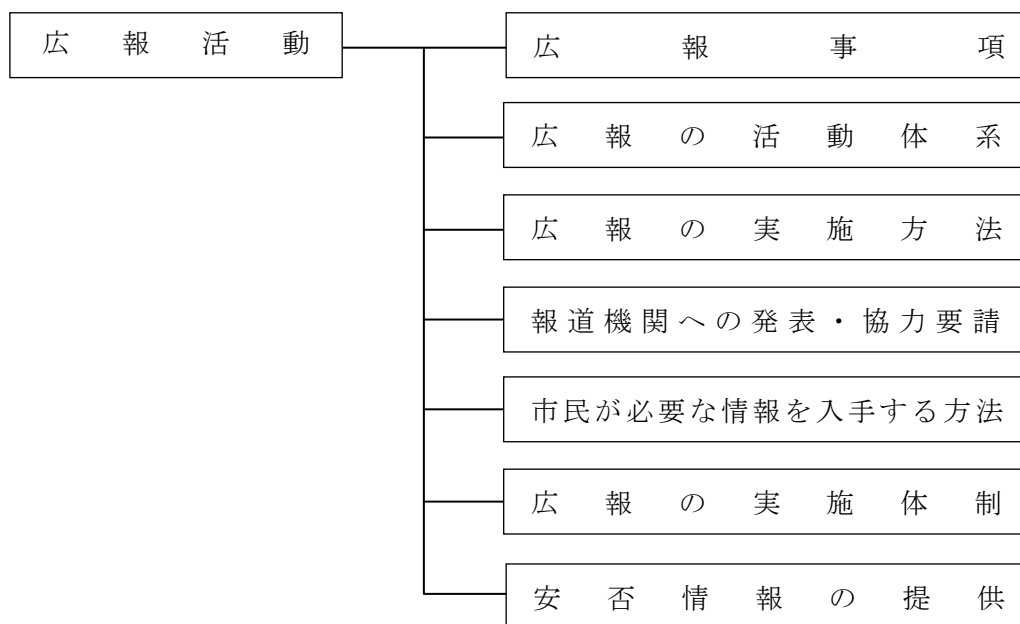 広報活動
広報事項
広報の活動体系
広報の実施方法
報道機関への発表・協力要請
市民が必要な情報を入手する方法
広報の実施体制
安否情報の提供